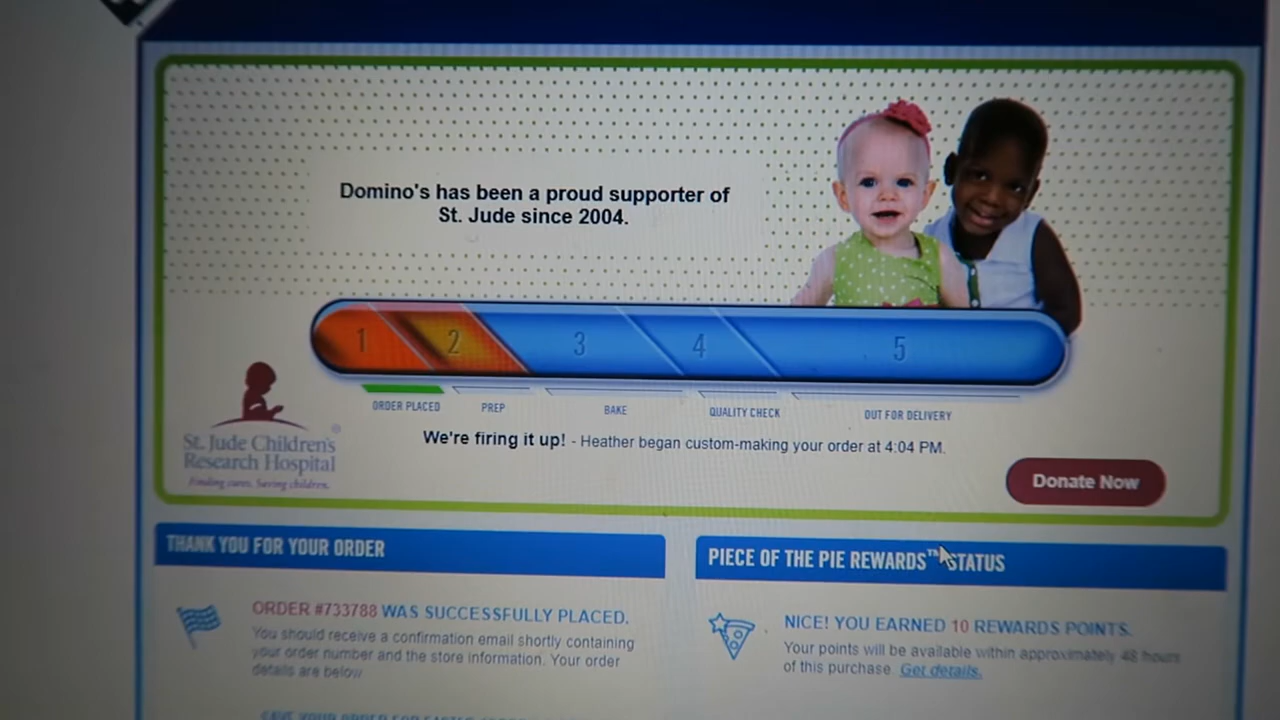 Domino's has been a proud supporter of
St. Jude since 2004.
1 2 3 4 5
ORDER PLACED PREP BAKE QUALITY CHECK OUT FOR DELIVERY
We're firing it up! - Heather began custom-making your order at 4:04 PM.
St. Jude Children's
Research Hospital
Finding cures. Saving children.
Donate Now
THANK YOU FOR YOUR ORDER
ORDER #733788 WAS SUCCESSFULLY PLACED.
You should receive a confirmation email shortly containing
your order number and the store information. Your order
details are below
PIECE OF THE PIE REWARDS™ STATUS
NICE! YOU EARNED 10 REWARDS POINTS.
Your points will be available within approximately 48 hours
of this purchase. Get details.